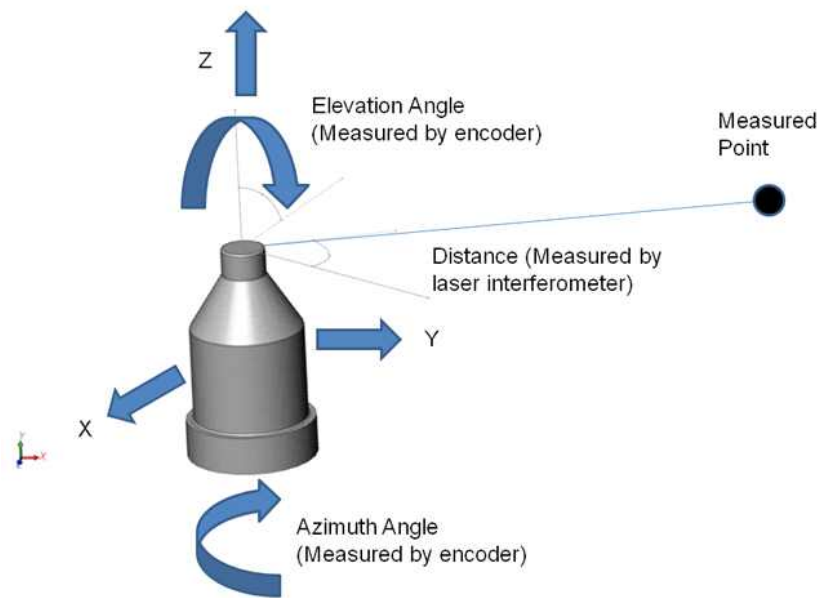 Z
Elevation Angle
(Measured by encoder)
Measured
Point
Distance (Measured by
laser interferometer)
Y
X
Y
X
Azimuth Angle
(Measured by encoder)